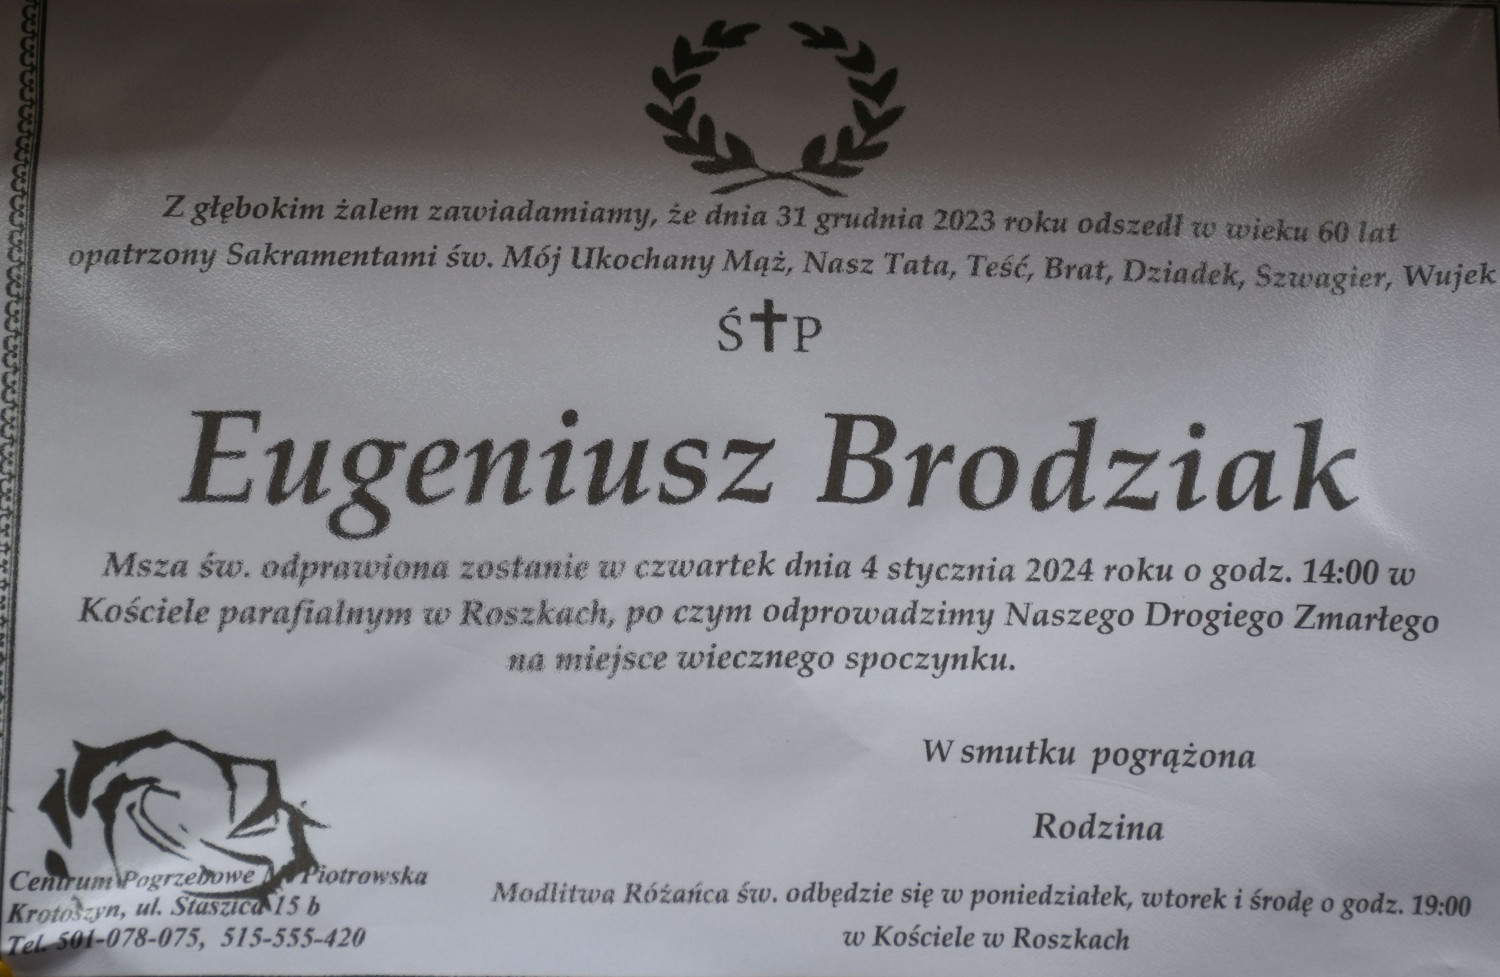 Z głębokim żalem zawiadamiamy, że dnia 31 grudnia 2023 roku odszedł w wieku 60 lat
opatrzony Sakramentami św. Mój Ukochany Mąż, Nasz Tata, Teść, Brat, Dziadek, Szwagier, Wujek
Ś✝P
Eugeniusz Brodziak
Msza św. odprawiona zostanie w czwartek dnia 4 stycznia 2024 roku o godz. 14:00 w
Kościele parafialnym w Roszkach, po czym odprowadzimy Naszego Drogiego Zmarłego
na miejsce wiecznego spoczynku.
W smutku pogrążona
Rodzina
Centrum Pogrzebowe M. Piotrowska
Krotoszyn, ul. Staszica 15 b
Tel. 501-078-075, 515-555-420
Modlitwa Różańca św. odbędzie się w poniedziałek, wtorek i środę o godz. 19:00
w Kościele w Roszkach